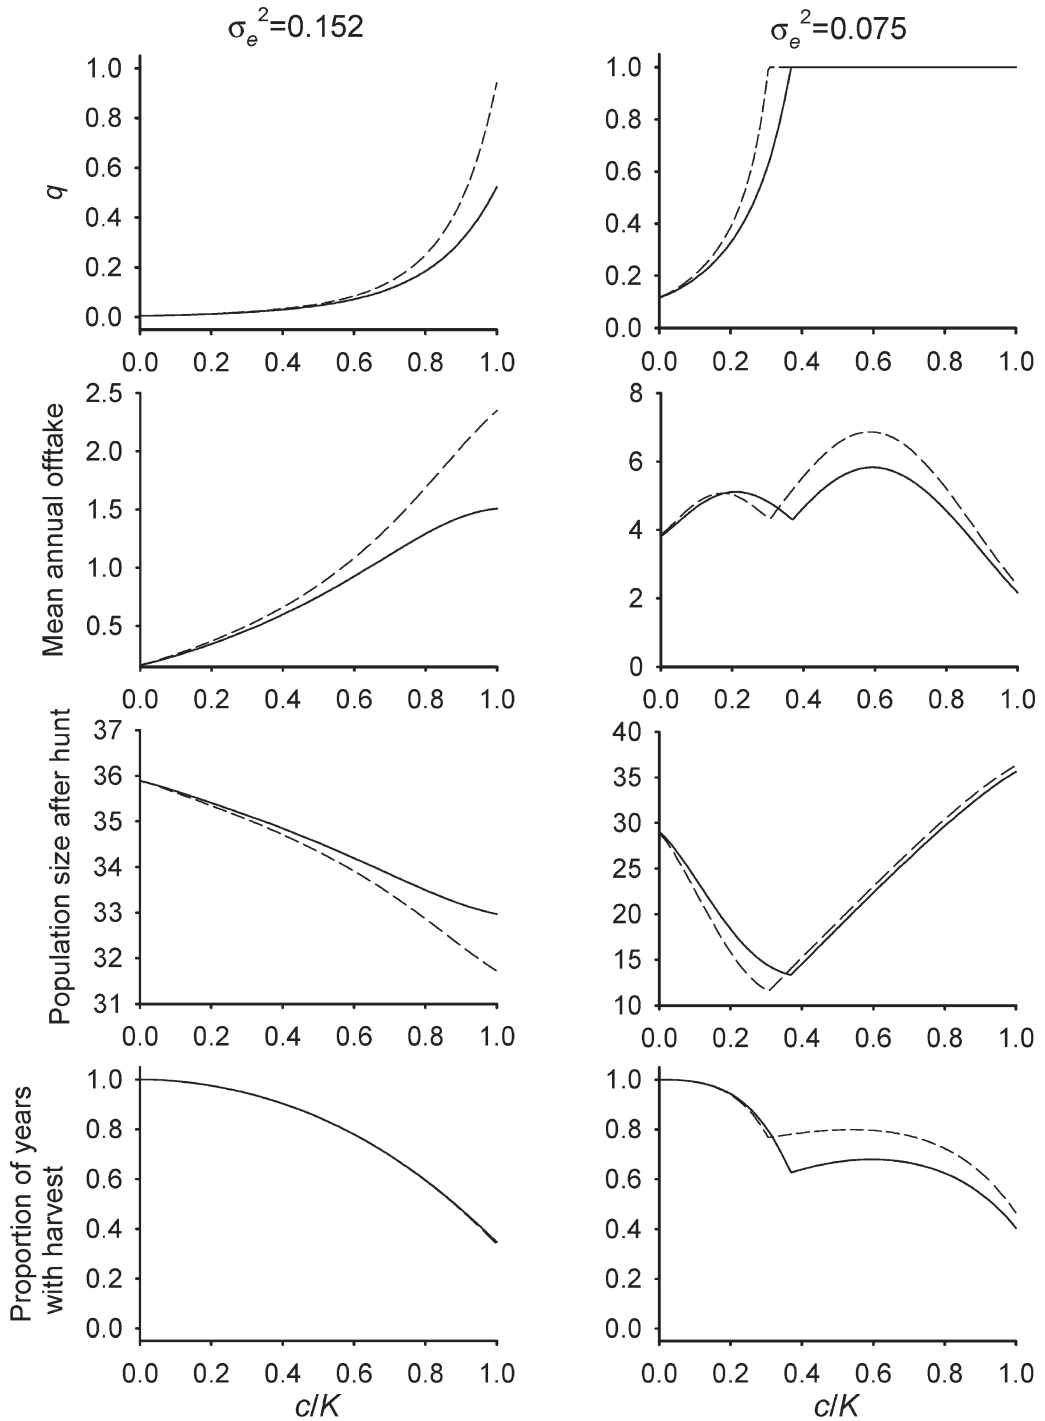 σₑ²=0.152
σₑ²=0.075
q
1.0
0.8
0.6
0.4
0.2
0.0
0.0 0.2 0.4 0.6 0.8 1.0
1.0
0.8
0.6
0.4
0.2
0.0
0.0 0.2 0.4 0.6 0.8 1.0
Mean annual offtake
2.5
2.0
1.5
1.0
0.5
0.0 0.2 0.4 0.6 0.8 1.0
8
6
4
2
0
0.0 0.2 0.4 0.6 0.8 1.0
Population size after hunt
37
36
35
34
33
32
31
0.0 0.2 0.4 0.6 0.8 1.0
40
35
30
25
20
15
10
0.0 0.2 0.4 0.6 0.8 1.0
Proportion of years
with harvest
1.0
0.8
0.6
0.4
0.2
0.0
0.0 0.2 0.4 0.6 0.8 1.0
c/K
1.0
0.8
0.6
0.4
0.2
0.0
0.0 0.2 0.4 0.6 0.8 1.0
c/K